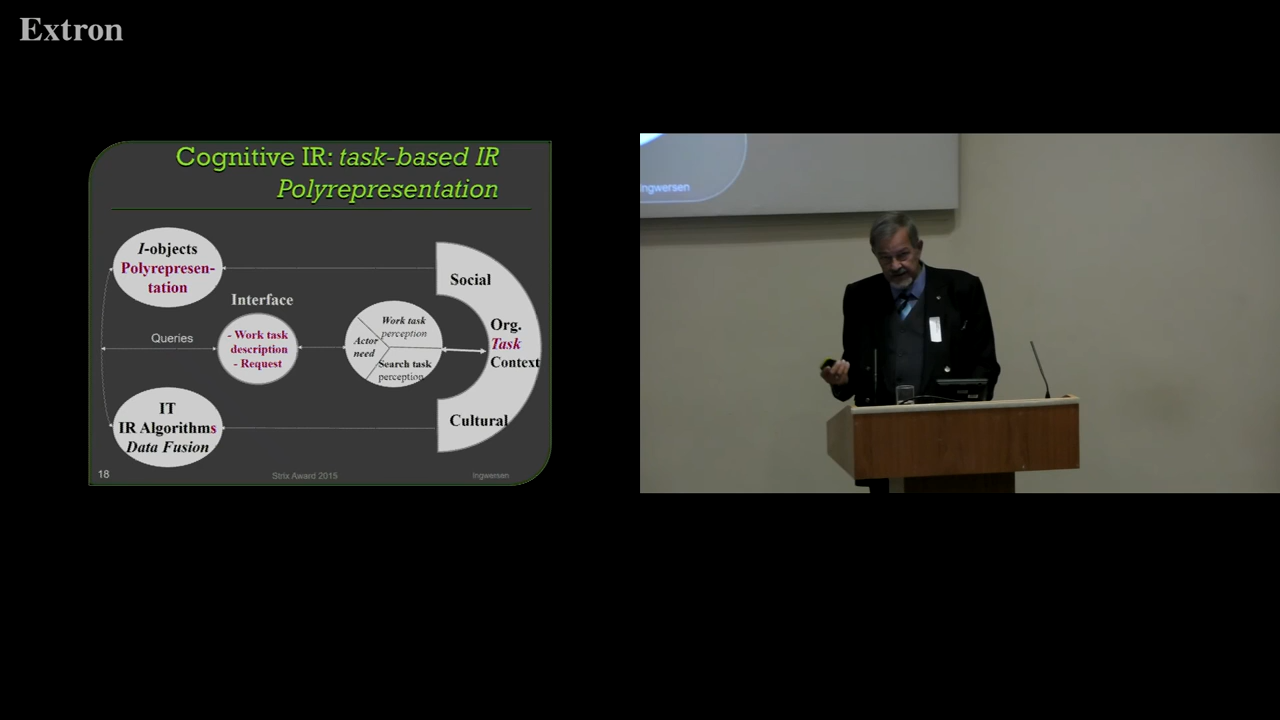 Extron
Cognitive IR: task-based IR
Polyrepresentation
I-objects
Polyrepresen-
tation
Interface
- Work task
description
- Request
Queries
Work task
perception
Actor
need
Search task
perception
Social
Org.
Task
Context
Cultural
IT
IR Algorithms
Data Fusion
18
Strix Award 2015
Ingwersen
Ingwersen